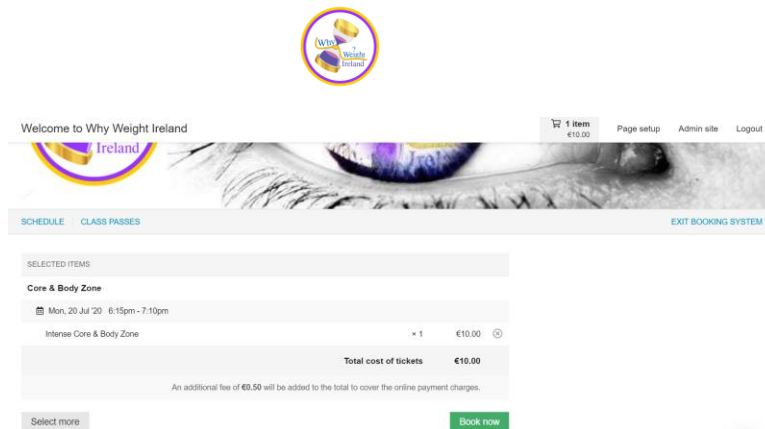 Why
?
Weight
Ireland
Welcome to Why Weight Ireland
1 item
€10.00
Page setup
Admin site
Logout
Ireland
SCHEDULE
CLASS PASSES
EXIT BOOKING SYSTEM
SELECTED ITEMS
Core & Body Zone
Mon, 20 Jul '20 6:15pm - 7:10pm
Intense Core & Body Zone × 1 €10.00
Total cost of tickets €10.00
An additional fee of €0.50 will be added to the total to cover the online payment charges.
Select more
Book now